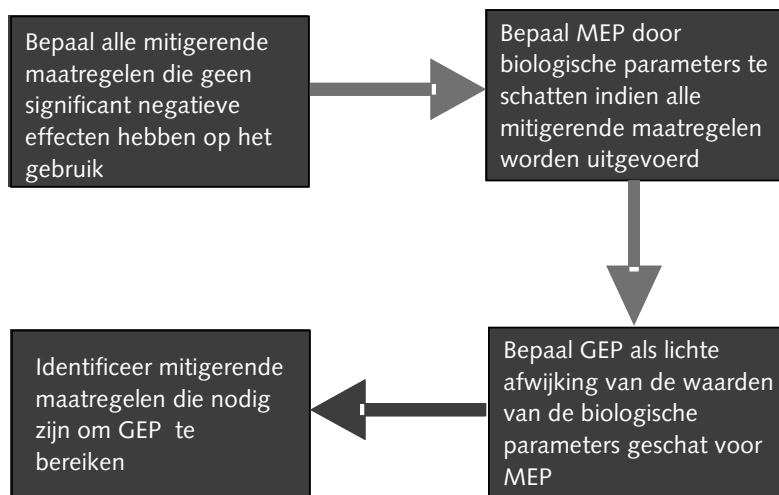 Bepaal alle mitigerende
maatregelen die geen
significant negatieve
effecten hebben op het
gebruik
Bepaal MEP door
biologische parameters te
schatten indien alle
mitigerende maatregelen
worden uitgevoerd
Bepaal GEP als lichte
afwijking van de waarden
van de biologische
parameters geschat voor
MEP
Identificeer mitigerende
maatregelen die nodig
zijn om GEP te
bereiken